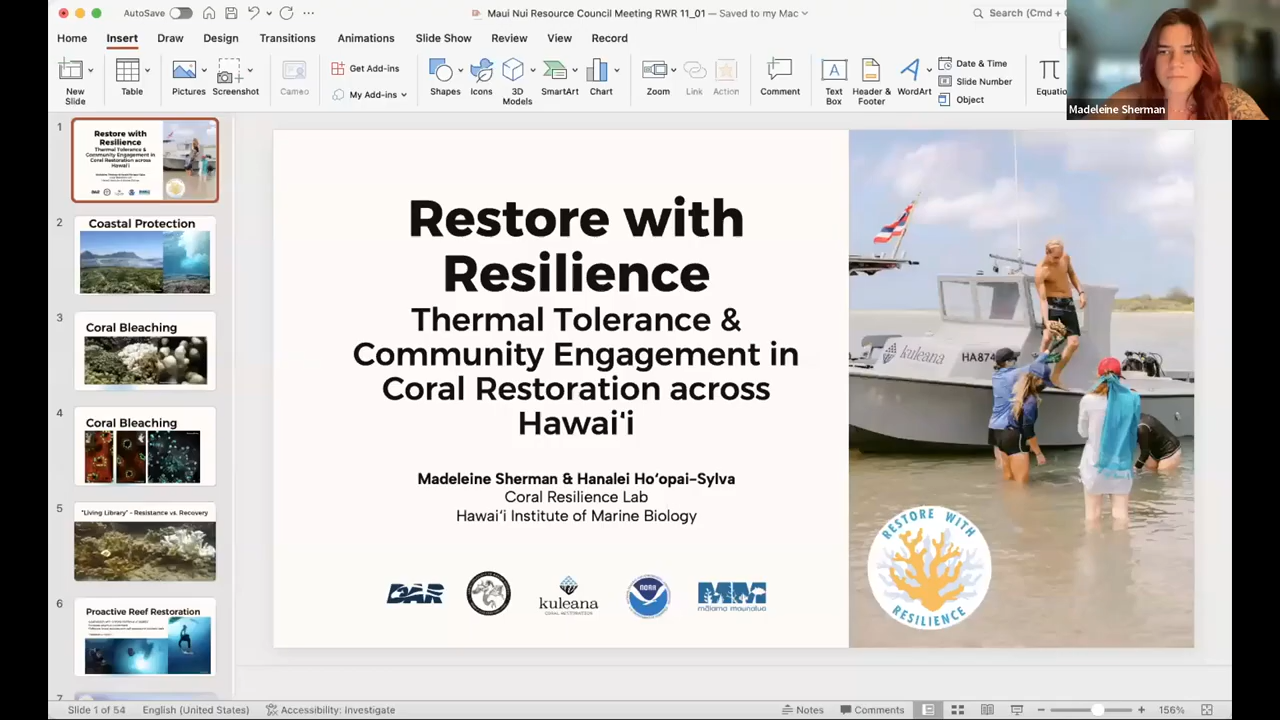 AutoSave
Maui Nui Resource Council Meeting RWR 11_01 — Saved to my Mac
Search (Cmd + C
Home Insert Draw Design Transitions Animations Slide Show Review View Record
New Slide
Table
Pictures
Screenshot
Cameo
Get Add-ins
My Add-ins
Shapes
Icons
3D Models
SmartArt
Chart
Zoom
Link
Action
Comment
Text Box
Header & Footer
WordArt
Date & Time
Slide Number
Object
Equatio
Madeleine Sherman
1
Restore with
Resilience
Thermal Tolerance &
Community Engagement in
Coral Restoration across
Hawaiʻi
2
Coastal Protection
3
Coral Bleaching
4
Coral Bleaching
5
"Living Library" - Resistance vs. Recovery
6
Proactive Reef Restoration
7
Restore with
Resilience
Thermal Tolerance &
Community Engagement in
Coral Restoration across
Hawaiʻi
Madeleine Sherman & Hanalei Hoʻopai-Sylva
Coral Resilience Lab
Hawaiʻi Institute of Marine Biology
DAR
kuleana
CORAL RESTORATION
NOAA
MM
mālama maunalua
kuleana
HA874
RESTORE WITH
RESILIENCE
Slide 1 of 54
English (United States)
Accessibility: Investigate
Notes
Comments
156%